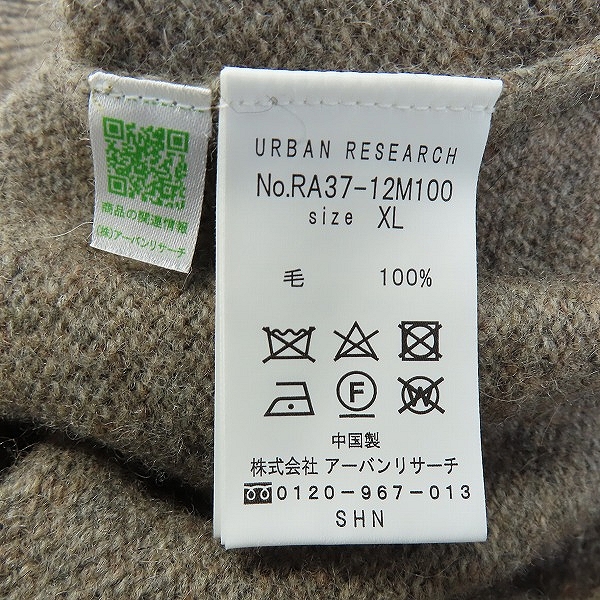 商品の関連情報
(株)アーバンリサーチ
URBAN RESEARCH
No.RA37-12M100
size XL
毛 100%
F
W
中国製
株式会社 アーバンリサーチ
0120-967-013
SHN